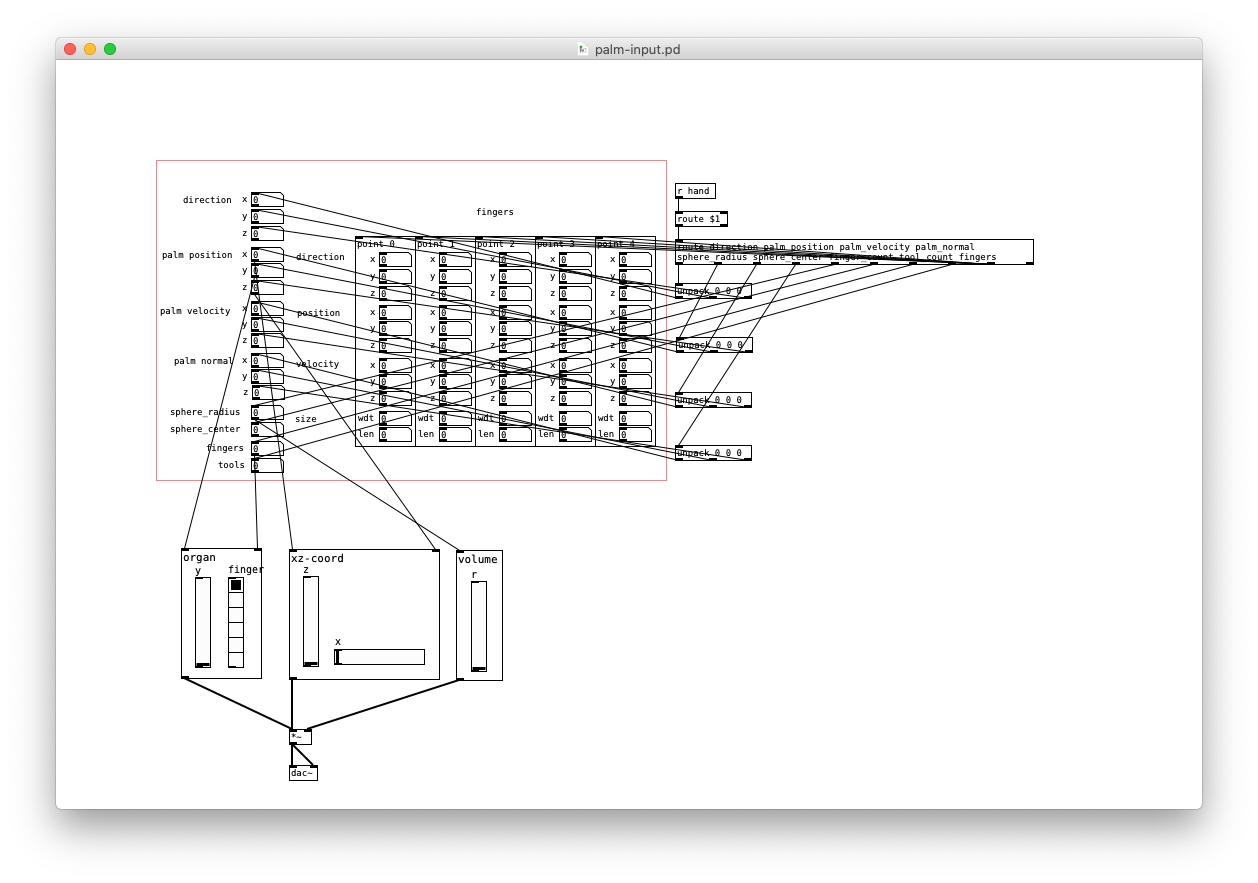 palm-input.pd
r hand
route $1
route direction palm_position palm_velocity palm_normal
sphere_radius sphere_center finger_count tool_count fingers
unpack 0 0 0
unpack 0 0 0
unpack 0 0 0
unpack 0 0 0
direction x 0
y 0
z 0
palm position x 0
y 0
z 0
palm velocity x 0
y 0
z 0
palm normal x 0
y 0
z 0
sphere_radius 0
sphere_center 0
fingers 0
tools 0
fingers
point 0 point 1 point 2 point 3 point 4
direction x 0 x 0 x 0 x 0 x 0
y 0 y 0 y 0 y 0 y 0
z 0 z 0 z 0 z 0 z 0
position x 0 x 0 x 0 x 0 x 0
y 0 y 0 y 0 y 0 y 0
z 0 z 0 z 0 z 0 z 0
velocity x 0 x 0 x 0 x 0 x 0
y 0 y 0 y 0 y 0 y 0
z 0 z 0 z 0 z 0 z 0
size wdt 0 wdt 0 wdt 0 wdt 0 wdt 0
len 0 len 0 len 0 len 0 len 0
organ
y finger
xz-coord
z
x
volume
r
*~
dac~